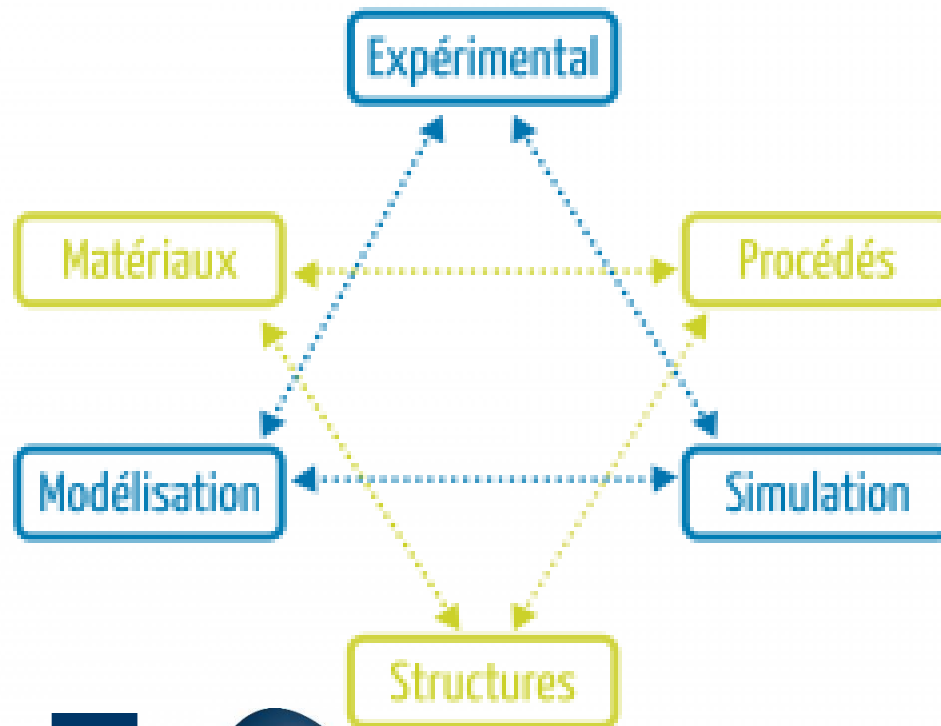 Expérimental
Matériaux
Procédés
Modélisation
Simulation
Structures